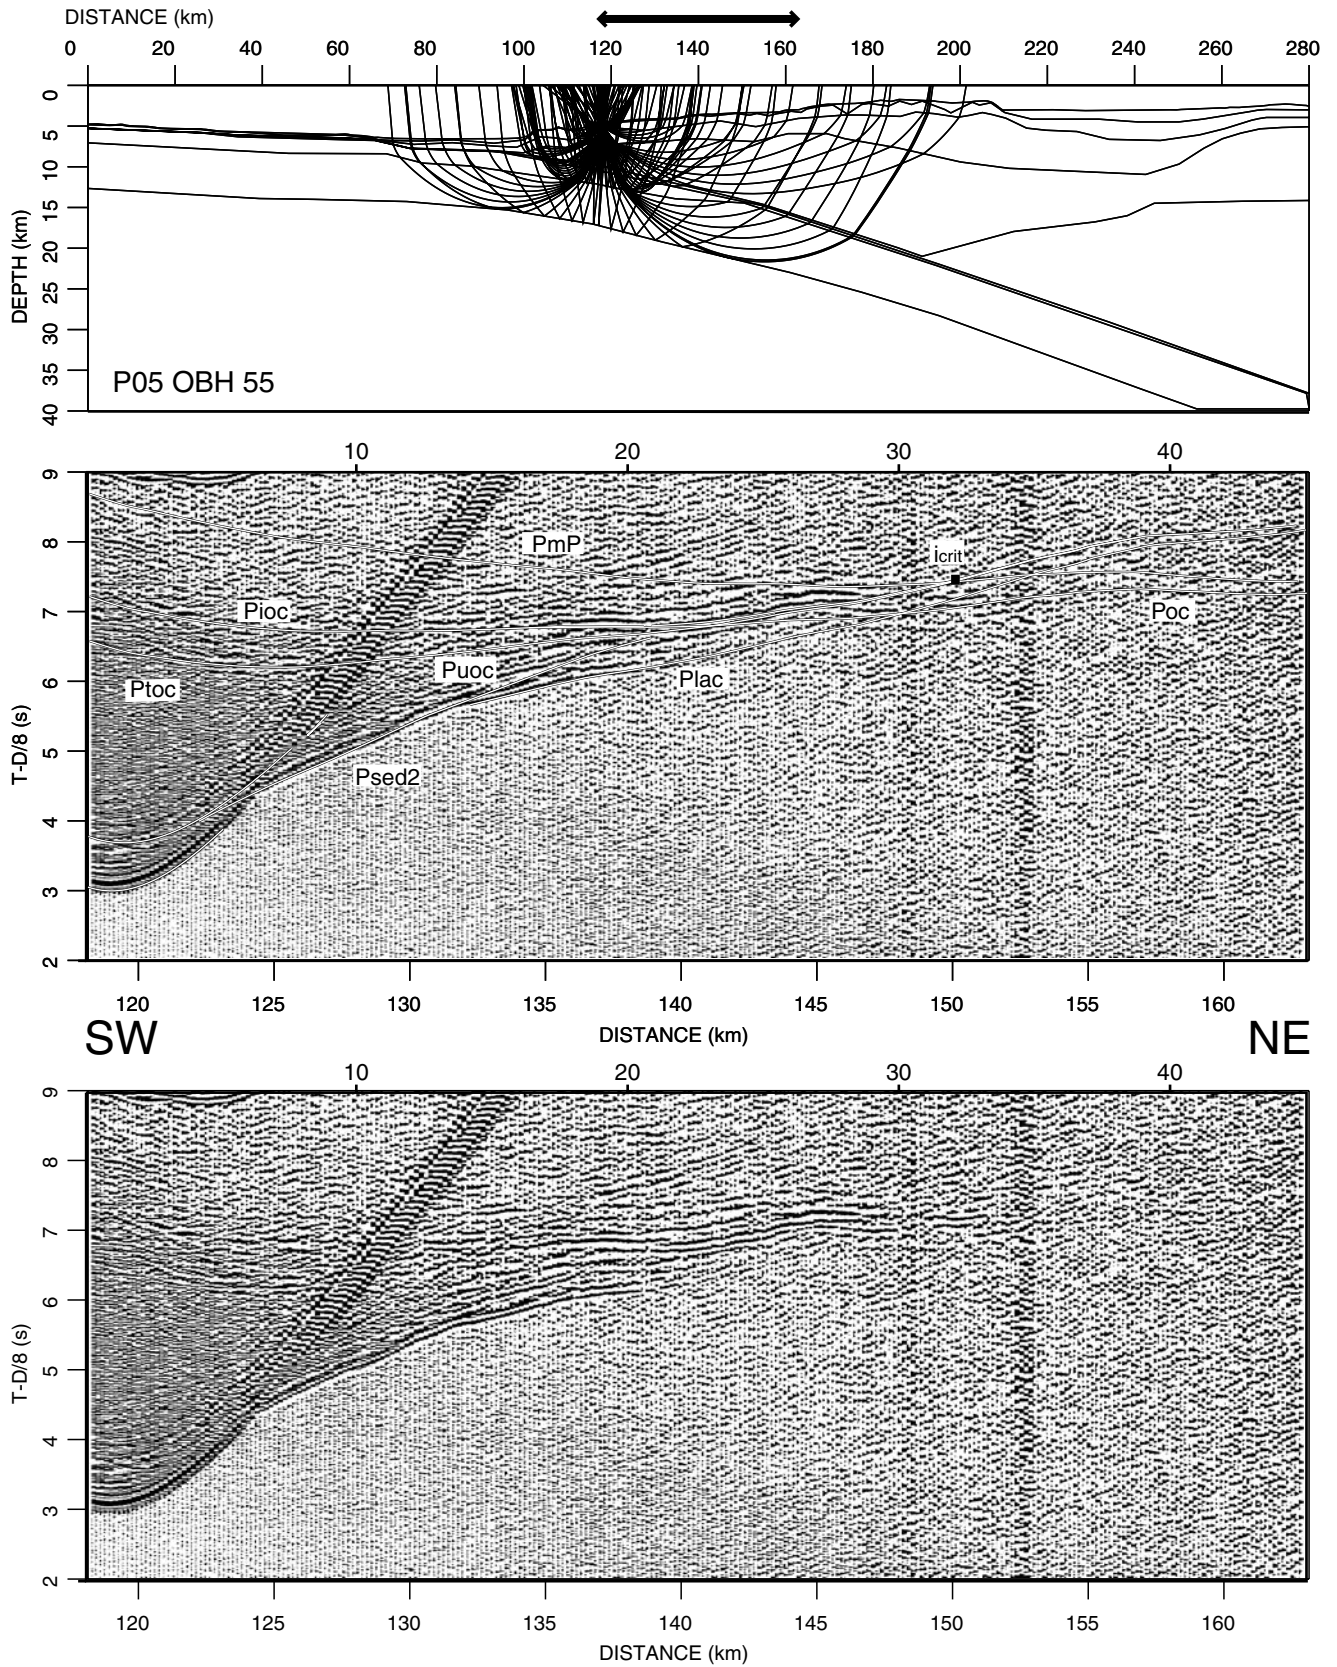 DISTANCE (km)
0 20 40 60 80 100 120 140 160 180 200 220 240 260 280
0
5
10
15
20
25
30
35
40
DEPTH (km)
P05 OBH 55
10 20 30 40
9
8
7
6
5
4
3
2
T-D/8 (s)
PmP
icrit
Pioc
Poc
Puoc
Plac
Ptoc
Psed2
120 125 130 135 140 145 150 155 160
DISTANCE (km)
SW NE
10 20 30 40
9
8
7
6
5
4
3
2
T-D/8 (s)
120 125 130 135 140 145 150 155 160
DISTANCE (km)